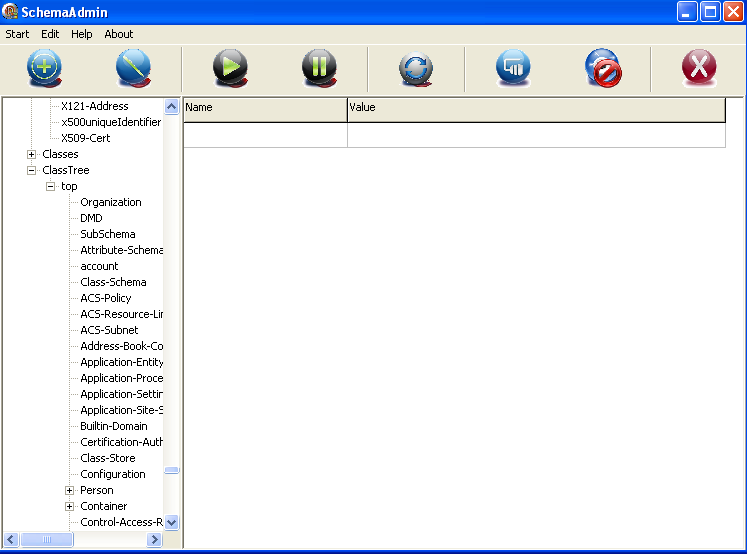 SchemaAdmin
Start Edit Help About
X121-Address
x500uniqueIdentifier
X509-Cert
Classes
ClassTree
top
Organization
DMD
SubSchema
Attribute-Schema
account
Class-Schema
ACS-Policy
ACS-Resource-Lir
ACS-Subnet
Address-Book-Co
Application-Entity
Application-Proce
Application-Settin
Application-Site-S
Builtin-Domain
Certification-Auth
Class-Store
Configuration
Person
Container
Control-Access-R
Name Value